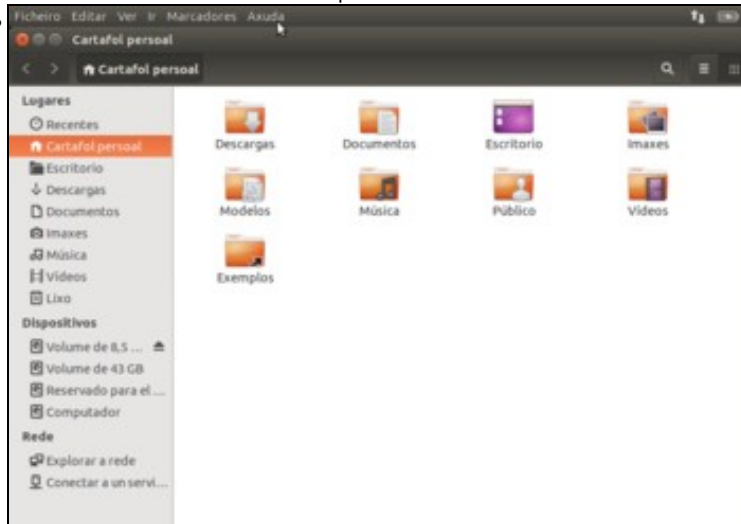 Ficheiro Editar Ver Ir Marcadores Axuda
Cartafol persoal
Cartafol persoal
Lugares
Recentes
Cartafol persoal
Escritorio
Descargas
Documentos
Imaxes
Música
Vídeos
Lixo
Dispositivos
Volume de 8,5 ...
Volume de 43 GB
Reservado para el ...
Computador
Rede
Explorar a rede
Conectar a un servi...
Descargas Documentos Escritorio Imaxes
Modelos Música Público Vídeos
Exemplos